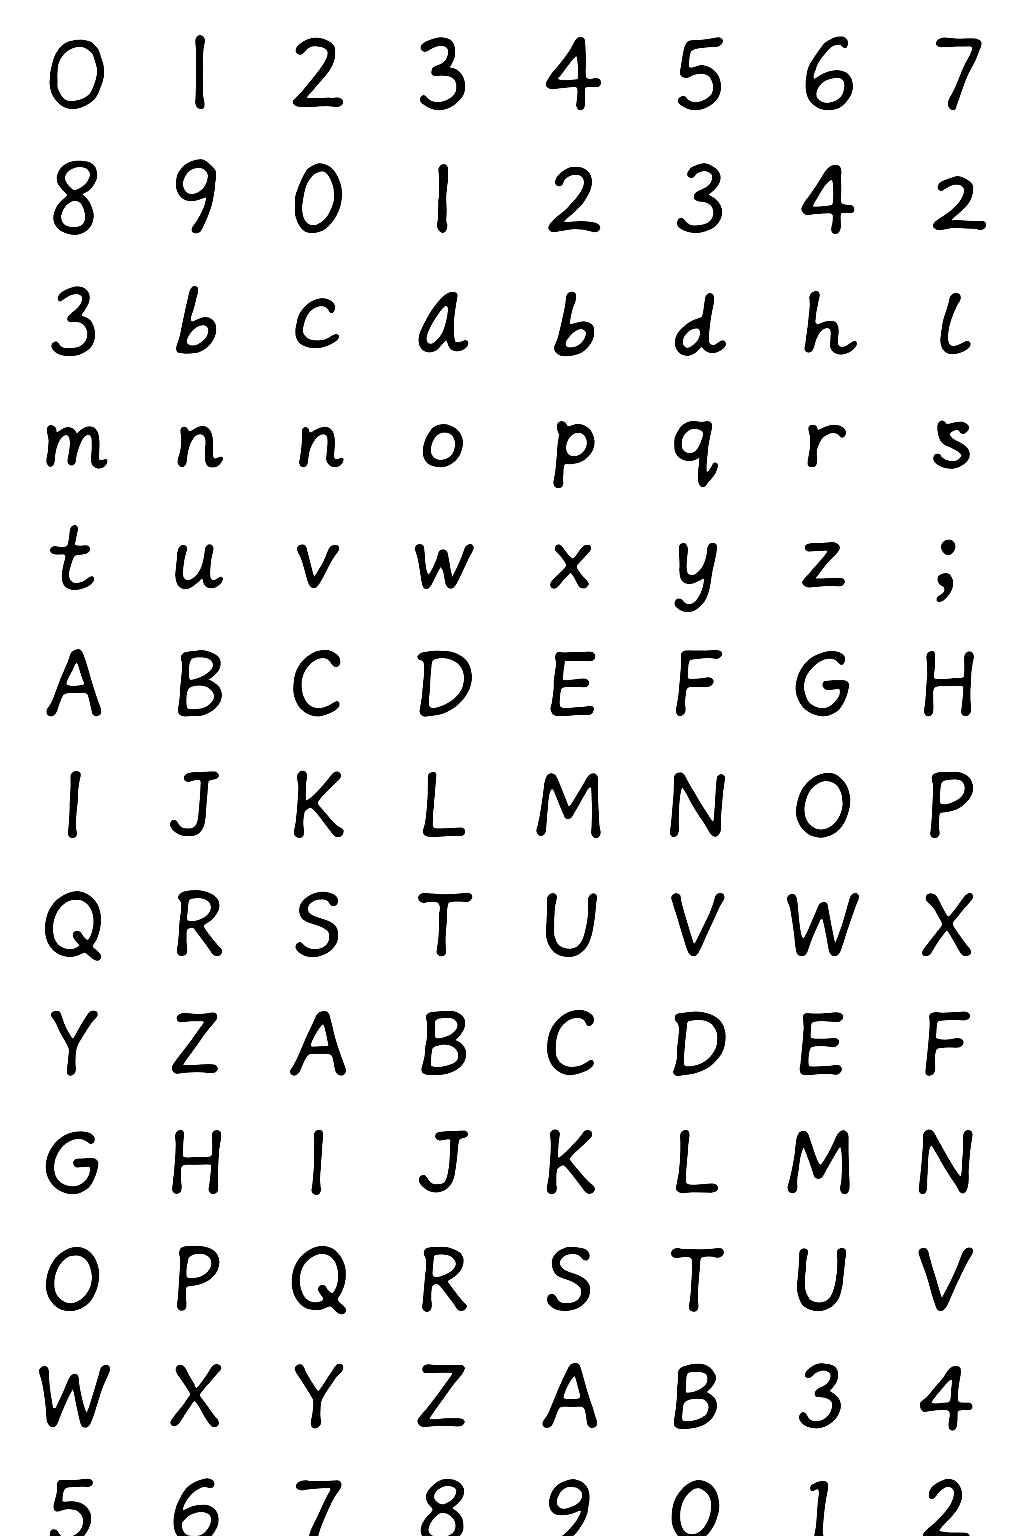 0 1 2 3 4 5 6 7
8 9 0 1 2 3 4 2
3 b c a b d h l
m n n o p q r s
t u v w x y z ;
A B C D E F G H
I J K L M N O P
Q R S T U V W X
Y Z A B C D E F
G H I J K L M N
O P Q R S T U V
W X Y Z A B 3 4
5 6 7 8 9 0 1 2